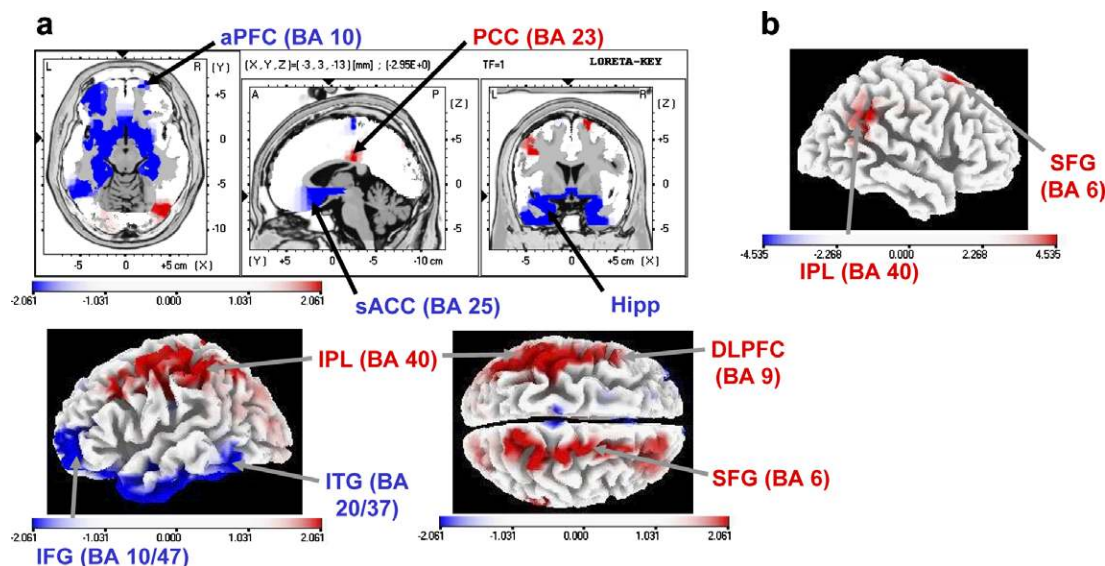 a
b
aPFC (BA 10)
PCC (BA 23)
(X, Y, Z)=( -3, 3, -13) [mm] ; (-2.95E+0)
TF=1
LORETA-KEY
L
R
(Y)
+5
0
-5
-10
-5
0
+5 cm
(X)
A
P
(Z)
+5
0
-5
(Y)
+5
0
-5
-10 cm
L
R
(Z)
+5
0
-5
-5
0
+5 cm
(X)
-2.061
-1.031
0.000
1.031
2.061
sACC (BA 25)
Hipp
SFG
(BA 6)
-4.535
-2.268
0.000
2.268
4.535
IPL (BA 40)
IPL (BA 40)
DLPFC
(BA 9)
ITG (BA
20/37)
SFG (BA 6)
-2.061
-1.031
0.000
1.031
2.061
IFG (BA 10/47)
-2.061
-1.031
0.000
1.031
2.061